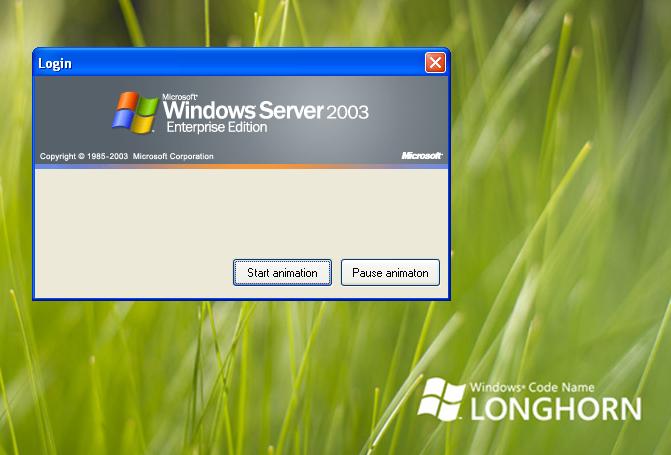 Login
Microsoft®
Windows Server 2003
Enterprise Edition
Copyright © 1985-2003 Microsoft Corporation
Microsoft®
Start animation
Pause animaton
Windows® Code Name
LONGHORN